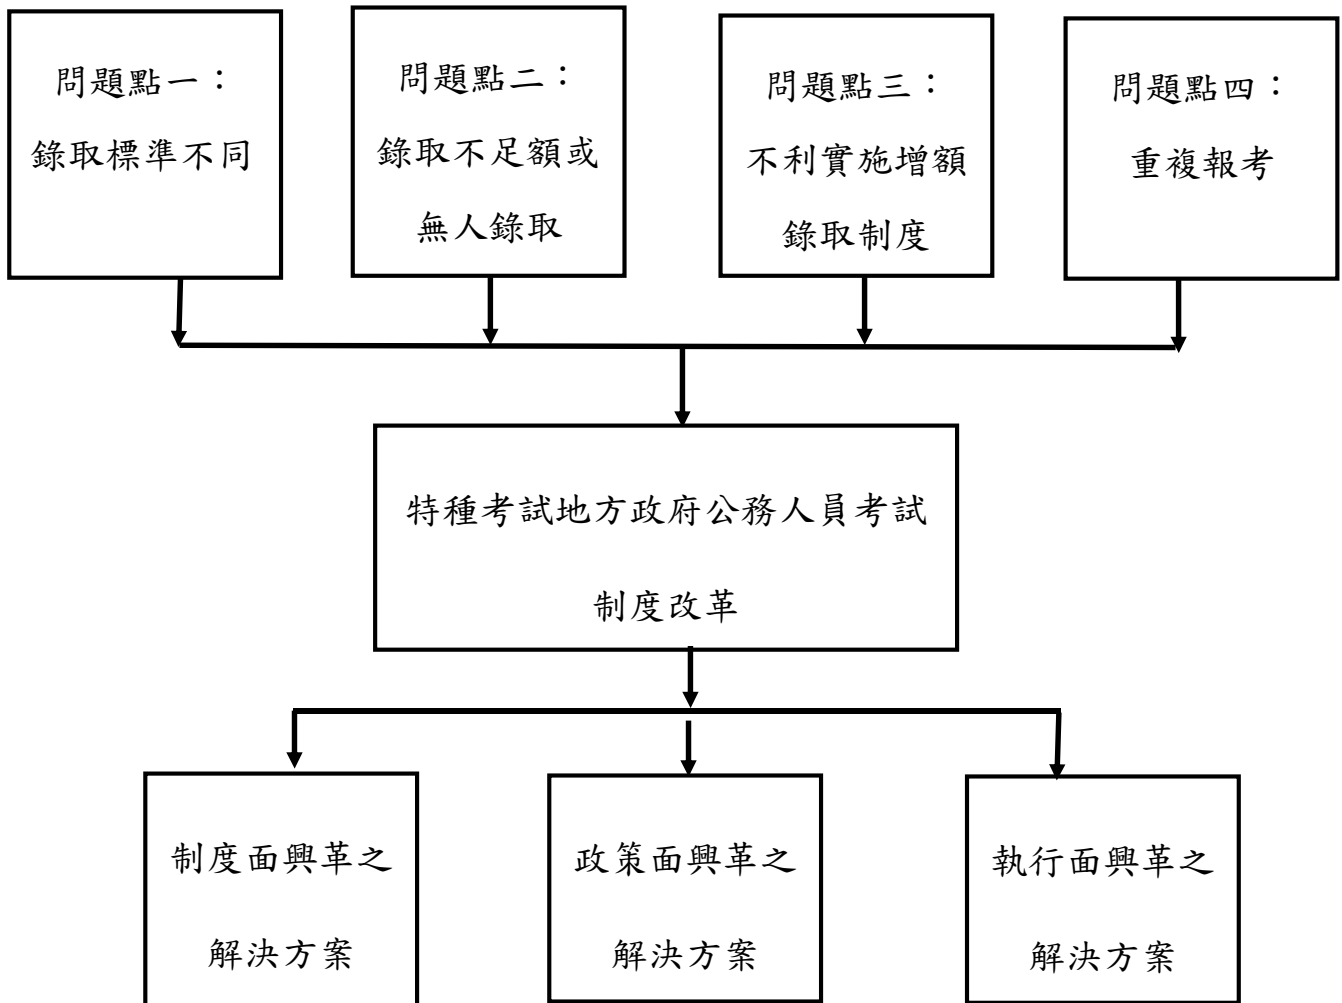 問題點一：
錄取標準不同
問題點二：
錄取不足額或
無人錄取
問題點三：
不利實施增額
錄取制度
問題點四：
重複報考
特種考試地方政府公務人員考試
制度改革
制度面興革之
解決方案
政策面興革之
解決方案
執行面興革之
解決方案